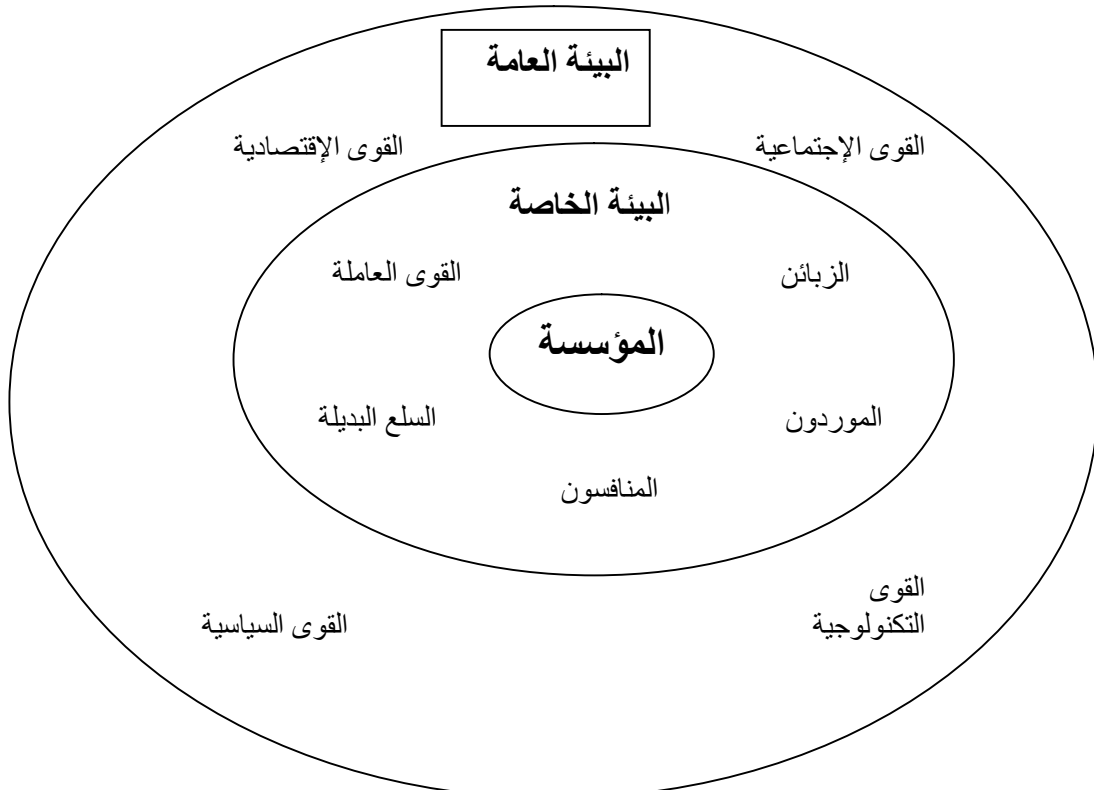 البيئة العامة
القوى الإجتماعية
القوى الإقتصادية
البيئة الخاصة
الزبائن
القوى العاملة
المؤسسة
الموردون
السلع البديلة
المنافسون
القوى
التكنولوجية
القوى السياسية